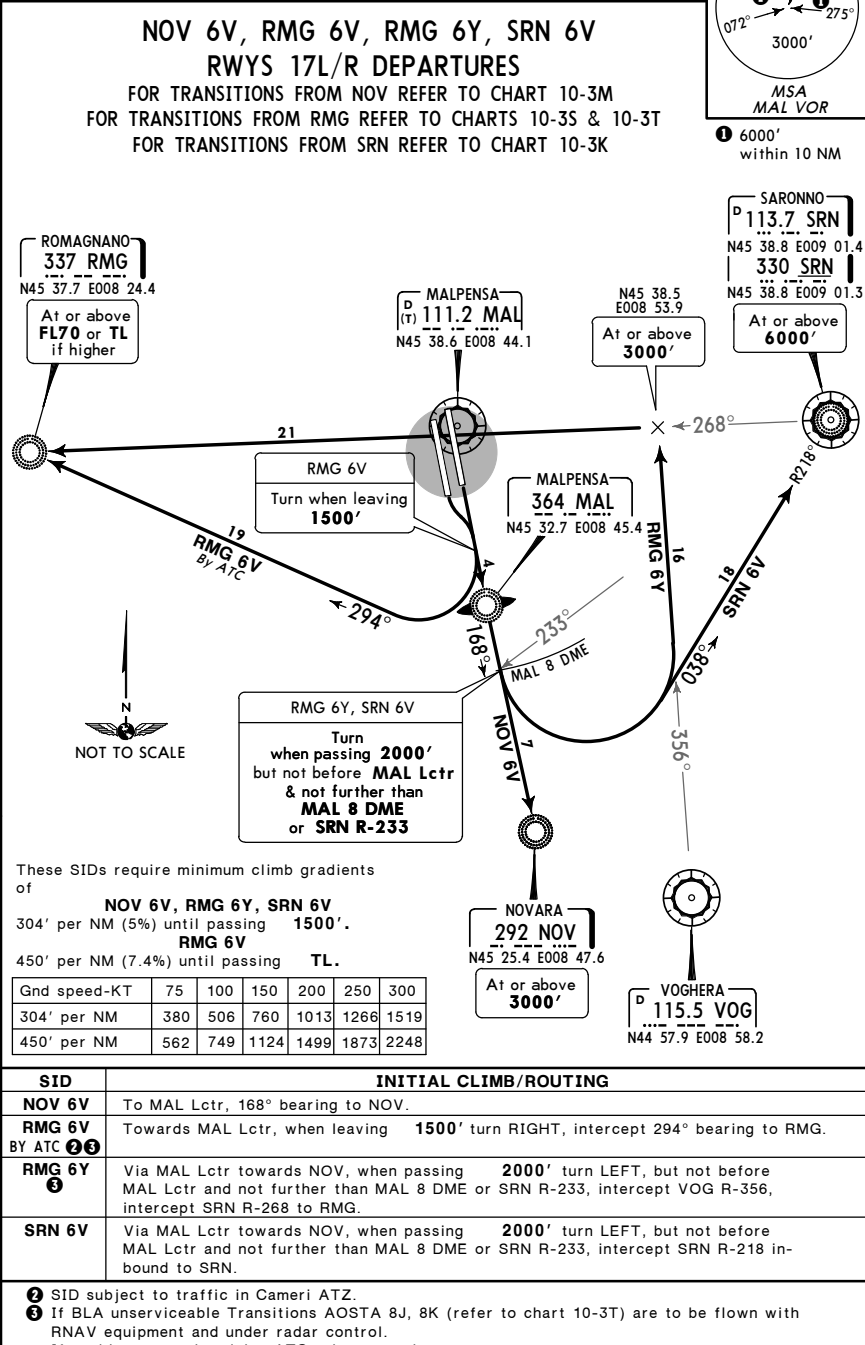 NOV 6V, RMG 6V, RMG 6Y, SRN 6V
RWYS 17L/R DEPARTURES
FOR TRANSITIONS FROM NOV REFER TO CHART 10-3M
FOR TRANSITIONS FROM RMG REFER TO CHARTS 10-3S & 10-3T
FOR TRANSITIONS FROM SRN REFER TO CHART 10-3K
072°
275°
3000'
MSA
MAL VOR
❶ 6000'
within 10 NM
ROMAGNANO
337 RMG
N45 37.7 E008 24.4
At or above
FL70 or TL
if higher
MALPENSA
D
(T) 111.2 MAL
N45 38.6 E008 44.1
N45 38.5
E008 53.9
At or above
3000'
SARONNO
D 113.7 SRN
N45 38.8 E009 01.4
330 SRN
N45 38.8 E009 01.3
At or above
6000'
21
268°
R218°
RMG 6V
Turn when leaving
1500'
MALPENSA
364 MAL
N45 32.7 E008 45.4
19
RMG 6V
By ATC
294°
4
168°
233°
MAL 8 DME
16
RMG 6Y
18
SRN 6V
038°
356°
7
NOV 6V
N
NOT TO SCALE
RMG 6Y, SRN 6V
Turn
when passing 2000'
but not before MAL Lctr
& not further than
MAL 8 DME
or SRN R-233
NOVARA
292 NOV
N45 25.4 E008 47.6
At or above
3000'
VOGHERA
D 115.5 VOG
N44 57.9 E008 58.2
These SIDs require minimum climb gradients
of
NOV 6V, RMG 6Y, SRN 6V
304' per NM (5%) until passing 1500'.
RMG 6V
450' per NM (7.4%) until passing TL.
Gnd speed-KT 75 100 150 200 250 300
304' per NM 380 506 760 1013 1266 1519
450' per NM 562 749 1124 1499 1873 2248
SID INITIAL CLIMB/ROUTING
NOV 6V To MAL Lctr, 168° bearing to NOV.
RMG 6V
BY ATC ❷❸
Towards MAL Lctr, when leaving 1500' turn RIGHT, intercept 294° bearing to RMG.
RMG 6Y
❸
Via MAL Lctr towards NOV, when passing 2000' turn LEFT, but not before
MAL Lctr and not further than MAL 8 DME or SRN R-233, intercept VOG R-356,
intercept SRN R-268 to RMG.
SRN 6V Via MAL Lctr towards NOV, when passing 2000' turn LEFT, but not before
MAL Lctr and not further than MAL 8 DME or SRN R-233, intercept SRN R-218 in-
bound to SRN.
❷ SID subject to traffic in Cameri ATZ.
❸ If BLA unserviceable Transitions AOSTA 8J, 8K (refer to chart 10-3T) are to be flown with
RNAV equipment and under radar control.